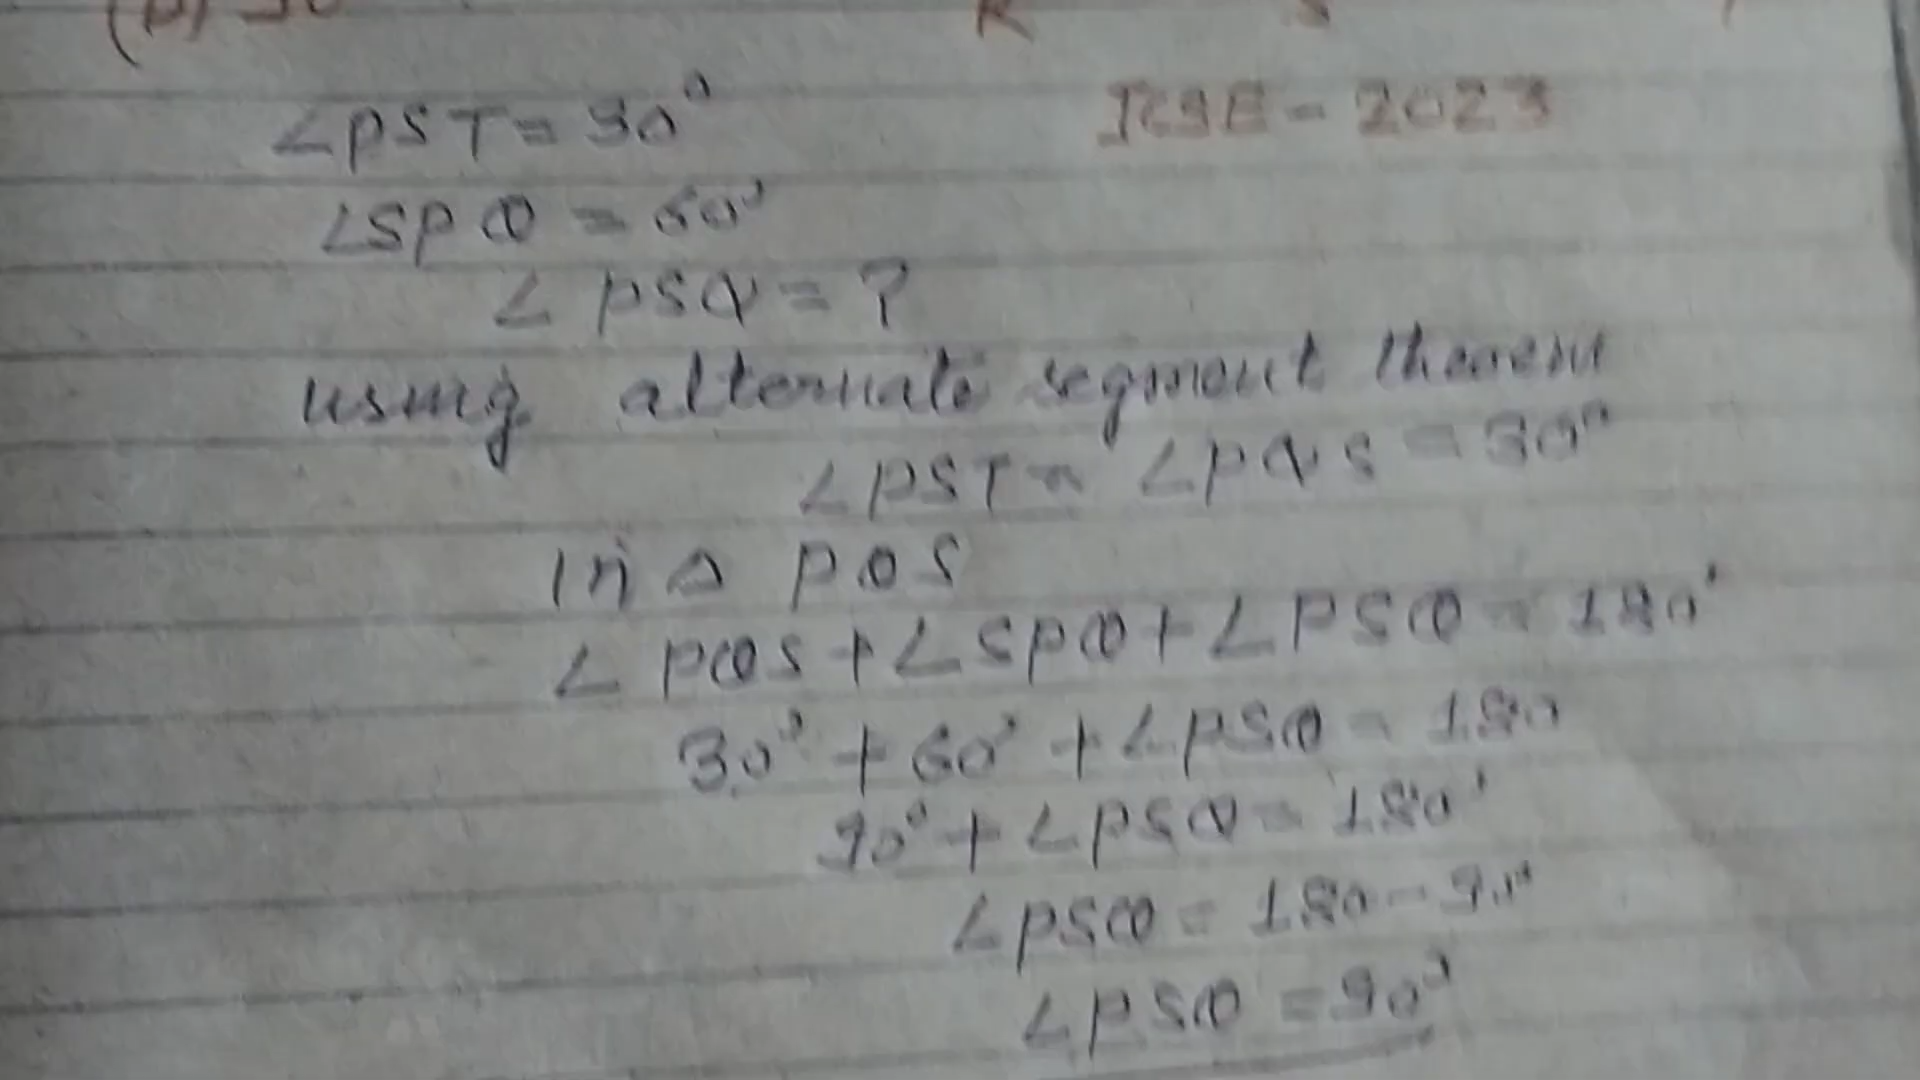 R S
∠PST = 30°
JKSE - 2023
∠SPQ = 60°
∠PSQ = ?
using alternate segment theorem
∠PST = ∠PQS = 30°
In Δ PQS
∠PQS + ∠SPQ + ∠PSQ = 180°
30° + 60° + ∠PSQ = 180
90° + ∠PSQ = 180°
∠PSQ = 180 - 90°
∠PSQ = 90°